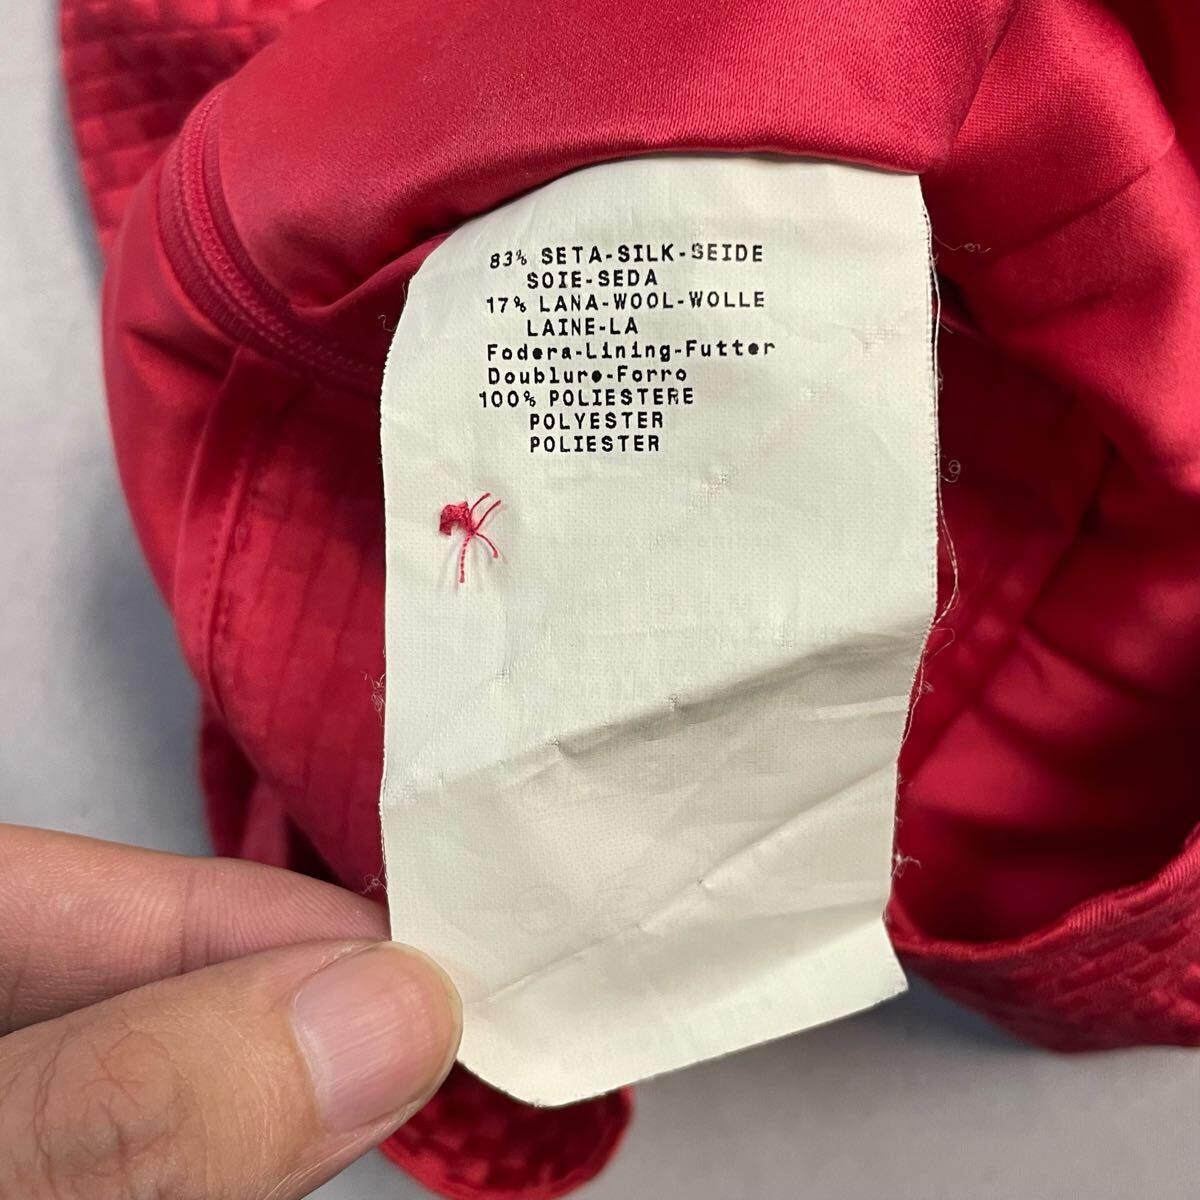 83% SETA-SILK-SEIDE
SOIE-SEDA
17% LANA-WOOL-WOLLE
LAINE-LA
Fodera-Lining-Futter
Doublure-Forro
100% POLIESTERE
POLYESTER
POLIESTER